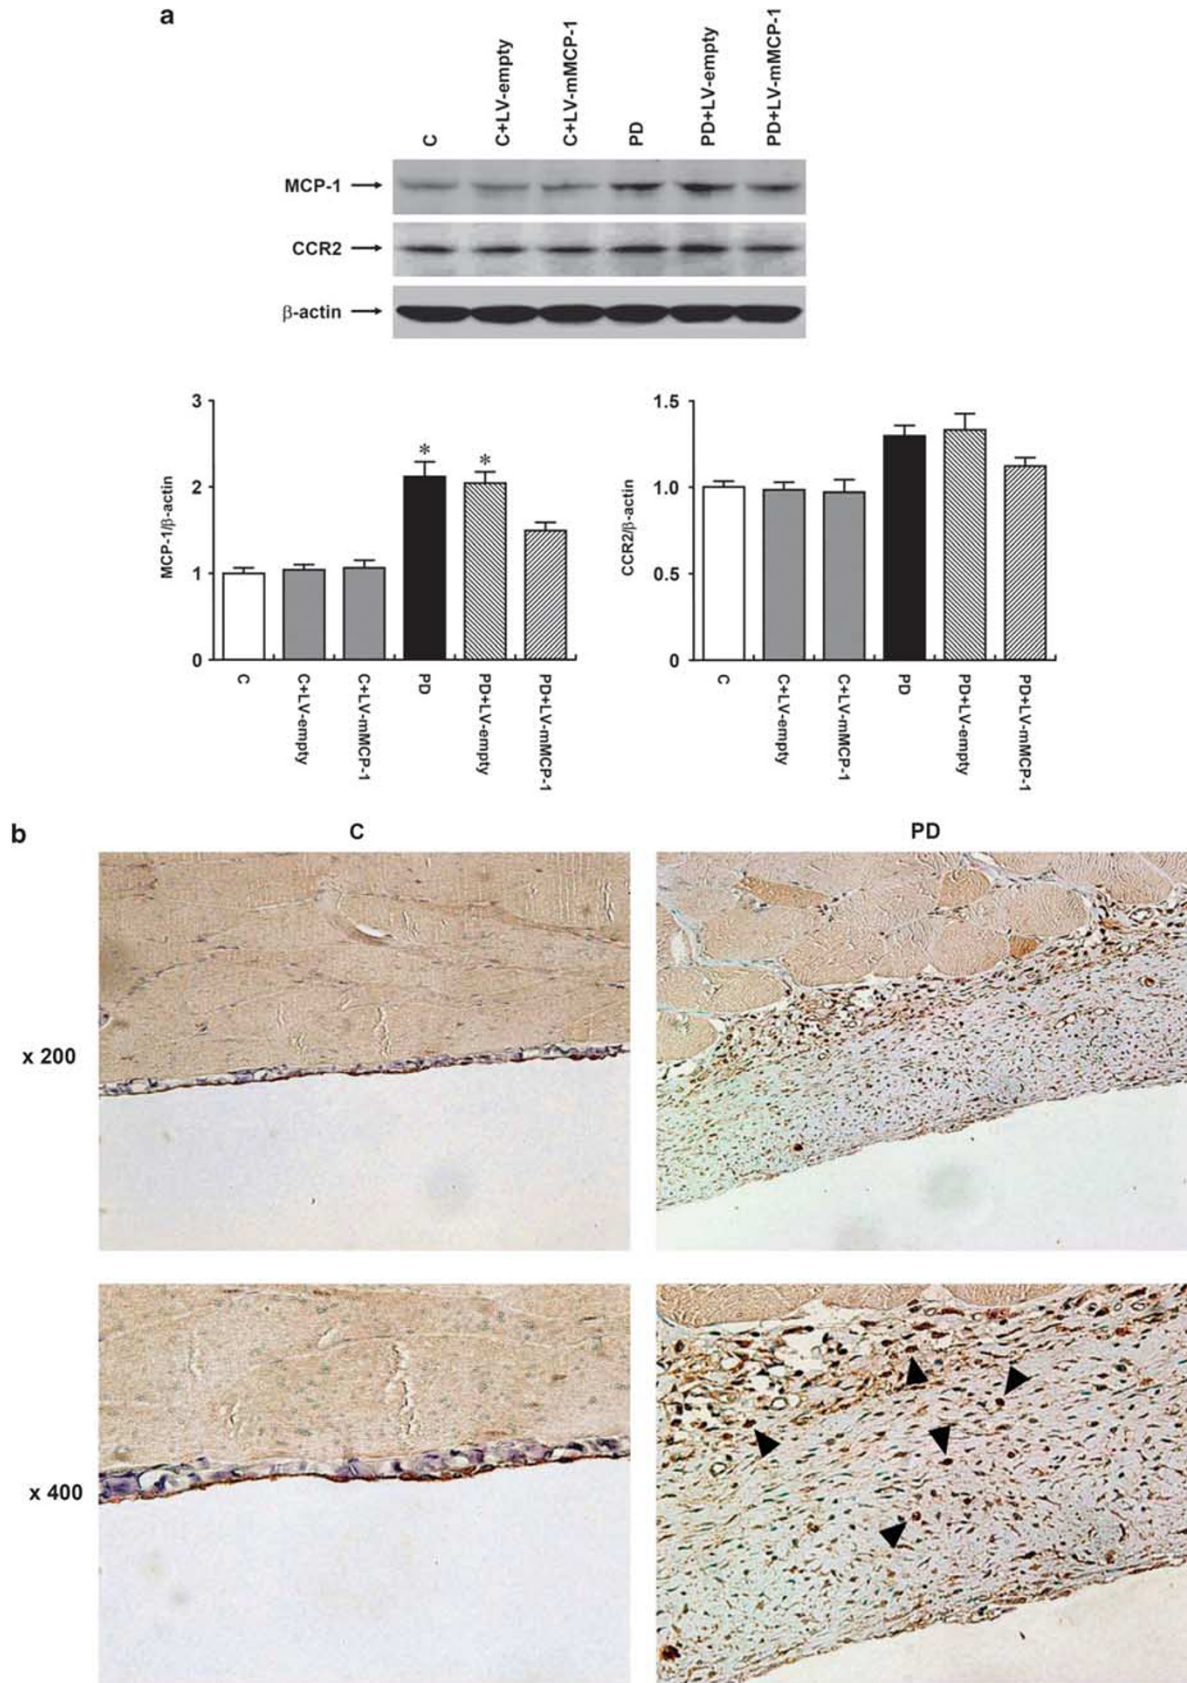 a
C
C+LV-empty
C+LV-mMCP-1
PD
PD+LV-empty
PD+LV-mMCP-1
MCP-1
CCR2
β-actin
MCP-1/β-actin
3
2
1
0
*
*
C
C+LV-empty
C+LV-mMCP-1
PD
PD+LV-empty
PD+LV-mMCP-1
CCR2/β-actin
1.5
1.0
0.5
0
C
C+LV-empty
C+LV-mMCP-1
PD
PD+LV-empty
PD+LV-mMCP-1
b
C
PD
x 200
x 400